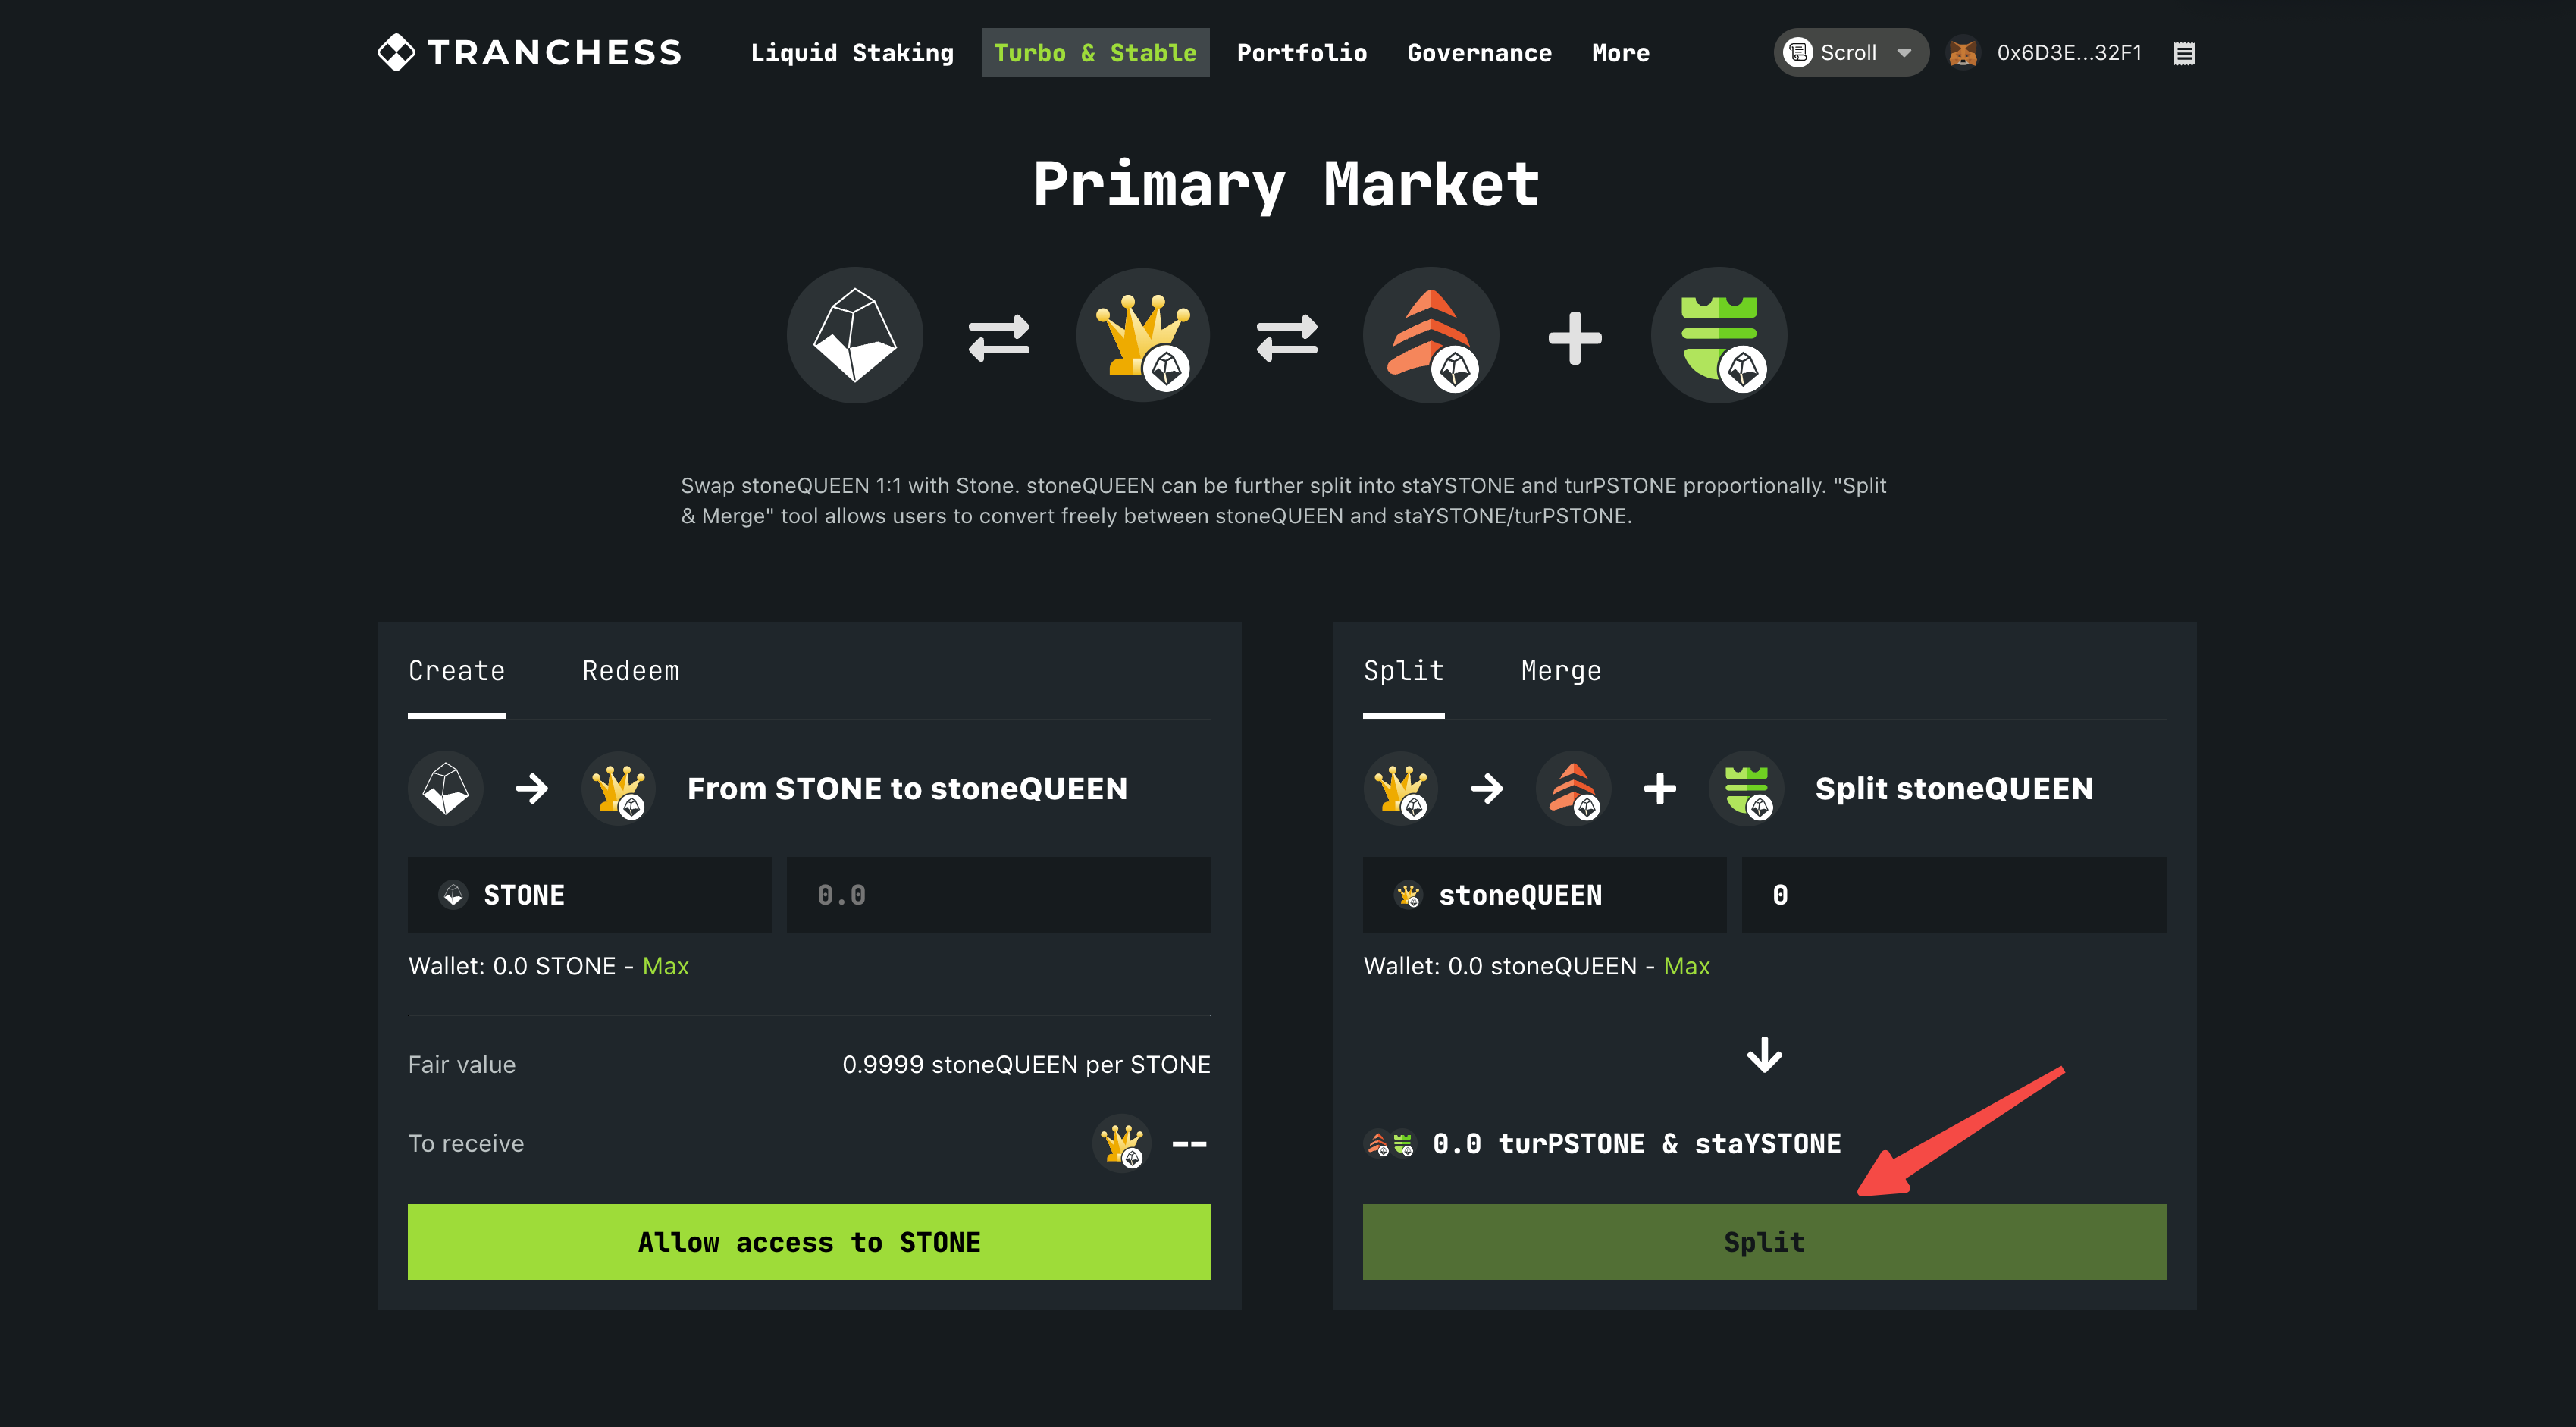 TRANCHESS
Liquid Staking
Turbo & Stable
Portfolio
Governance
More
Scroll
0x6D3E...32F1
Primary Market
Swap stoneQUEEN 1:1 with Stone. stoneQUEEN can be further split into staYSTONE and turPSTONE proportionally. "Split
& Merge" tool allows users to convert freely between stoneQUEEN and staYSTONE/turPSTONE.
Create
Redeem
From STONE to stoneQUEEN
STONE
0.0
Wallet: 0.0 STONE - Max
Fair value
0.9999 stoneQUEEN per STONE
To receive
--
Allow access to STONE
Split
Merge
Split stoneQUEEN
stoneQUEEN
0
Wallet: 0.0 stoneQUEEN - Max
0.0 turPSTONE & staYSTONE
Split